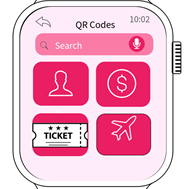 10:02
QR Codes
Search
$
TICKET